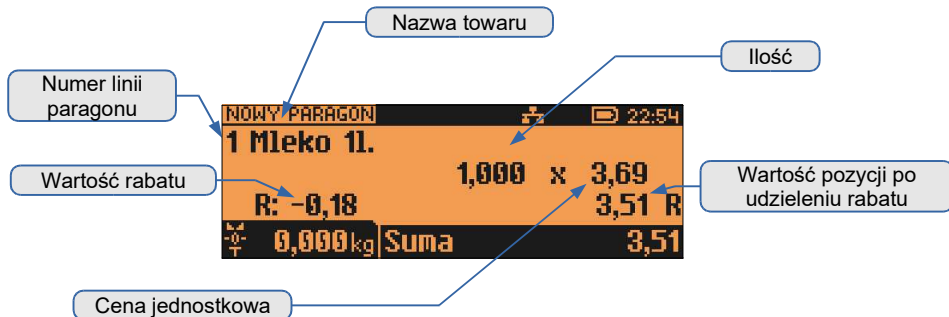 Nazwa towaru
Ilość
Numer linii
paragonu
NOWY PARAGON 22:54
1 Mleko 1l.
1,000 x 3,69
Wartość rabatu
R: -0,18 3,51 R
Wartość pozycji po
udzieleniu rabatu
0,000kg Suma 3,51
Cena jednostkowa